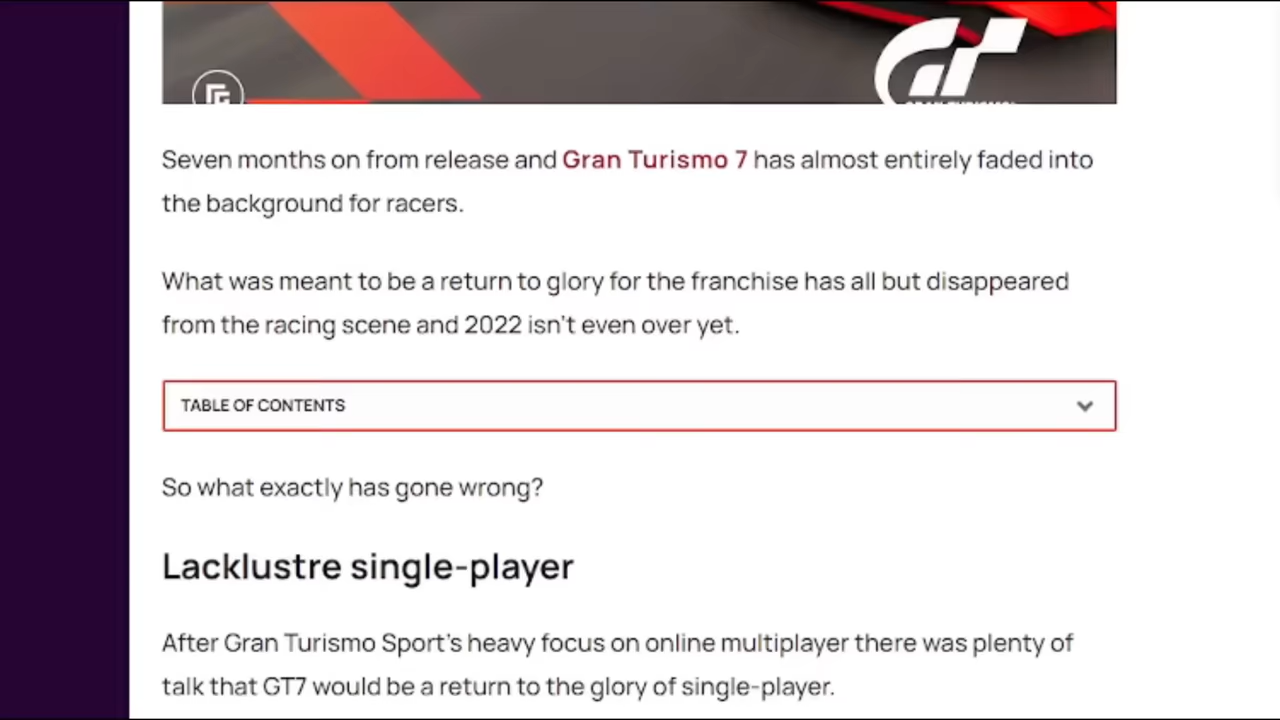 Seven months on from release and Gran Turismo 7 has almost entirely faded into
the background for racers.
What was meant to be a return to glory for the franchise has all but disappeared
from the racing scene and 2022 isn't even over yet.
TABLE OF CONTENTS
So what exactly has gone wrong?
Lacklustre single-player
After Gran Turismo Sport's heavy focus on online multiplayer there was plenty of
talk that GT7 would be a return to the glory of single-player.